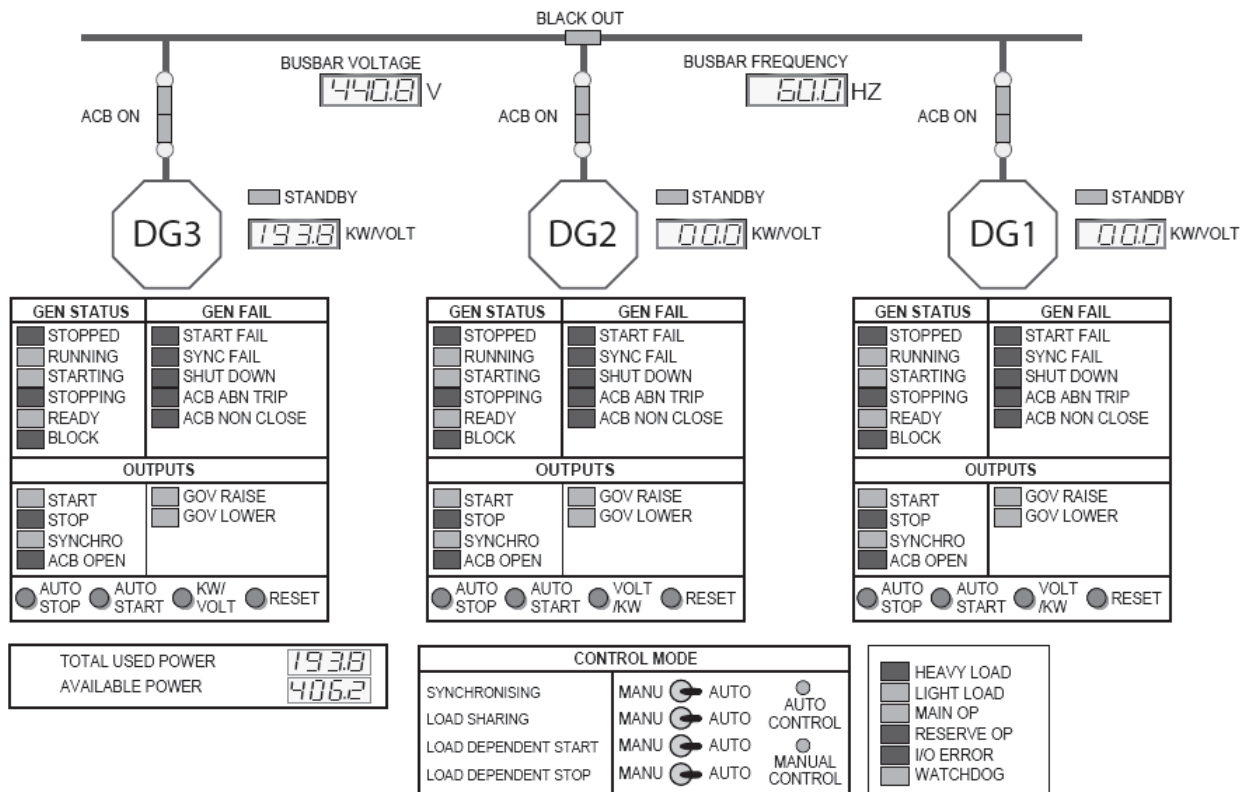 BLACK OUT
BUSBAR VOLTAGE
440.8 V
BUSBAR FREQUENCY
60.0 HZ
ACB ON
ACB ON
ACB ON
DG3
STANDBY
193.8 KW/VOLT
DG2
STANDBY
00.0 KW/VOLT
DG1
STANDBY
00.0 KW/VOLT
GEN STATUS
STOPPED
RUNNING
STARTING
STOPPING
READY
BLOCK
GEN FAIL
START FAIL
SYNC FAIL
SHUT DOWN
ACB ABN TRIP
ACB NON CLOSE
OUTPUTS
START
STOP
SYNCHRO
ACB OPEN
GOV RAISE
GOV LOWER
AUTO STOP
AUTO START
KW/ VOLT
RESET
GEN STATUS
STOPPED
RUNNING
STARTING
STOPPING
READY
BLOCK
GEN FAIL
START FAIL
SYNC FAIL
SHUT DOWN
ACB ABN TRIP
ACB NON CLOSE
OUTPUTS
START
STOP
SYNCHRO
ACB OPEN
GOV RAISE
GOV LOWER
AUTO STOP
AUTO START
VOLT /KW
RESET
GEN STATUS
STOPPED
RUNNING
STARTING
STOPPING
READY
BLOCK
GEN FAIL
START FAIL
SYNC FAIL
SHUT DOWN
ACB ABN TRIP
ACB NON CLOSE
OUTPUTS
START
STOP
SYNCHRO
ACB OPEN
GOV RAISE
GOV LOWER
AUTO STOP
AUTO START
VOLT /KW
RESET
TOTAL USED POWER 193.8
AVAILABLE POWER 406.2
CONTROL MODE
SYNCHRONISING MANU AUTO
LOAD SHARING MANU AUTO
LOAD DEPENDENT START MANU AUTO
LOAD DEPENDENT STOP MANU AUTO
AUTO
CONTROL
MANUAL
CONTROL
HEAVY LOAD
LIGHT LOAD
MAIN OP
RESERVE OP
I/O ERROR
WATCHDOG